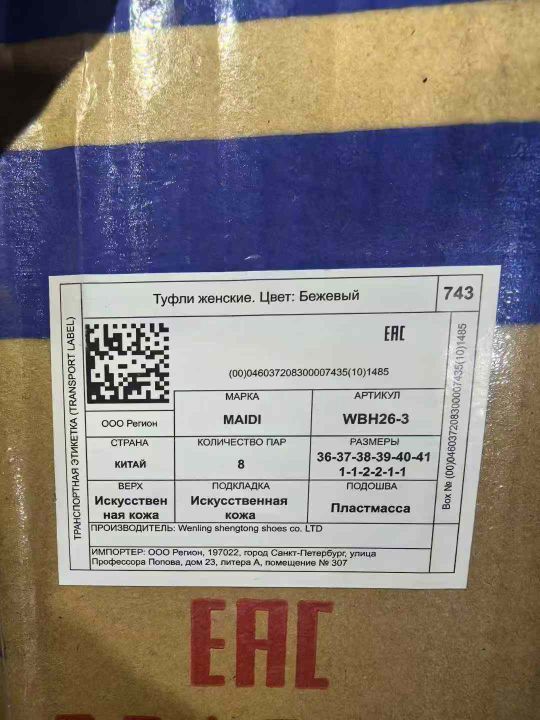 Туфли женские. Цвет: Бежевый
743
ТРАНСПОРТНАЯ ЭТИКЕТКА (TRANSPORT LABEL)
EAC
(00)046037208300007435(10)1485
Box № (00)046037208300007435(10)1485
ООО Регион
МАРКА
MAIDI
АРТИКУЛ
WBH26-3
СТРАНА
КИТАЙ
КОЛИЧЕСТВО ПАР
8
РАЗМЕРЫ
36-37-38-39-40-41
1-1-2-2-1-1
ВЕРХ
Искусствен
ная кожа
ПОДКЛАДКА
Искусственная
кожа
ПОДОШВА
Пластмасса
ПРОИЗВОДИТЕЛЬ: Wenling shengtong shoes co. LTD
ИМПОРТЕР: ООО Регион, 197022, город Санкт-Петербург, улица
Профессора Попова, дом 23, литера А, помещение № 307
EAC